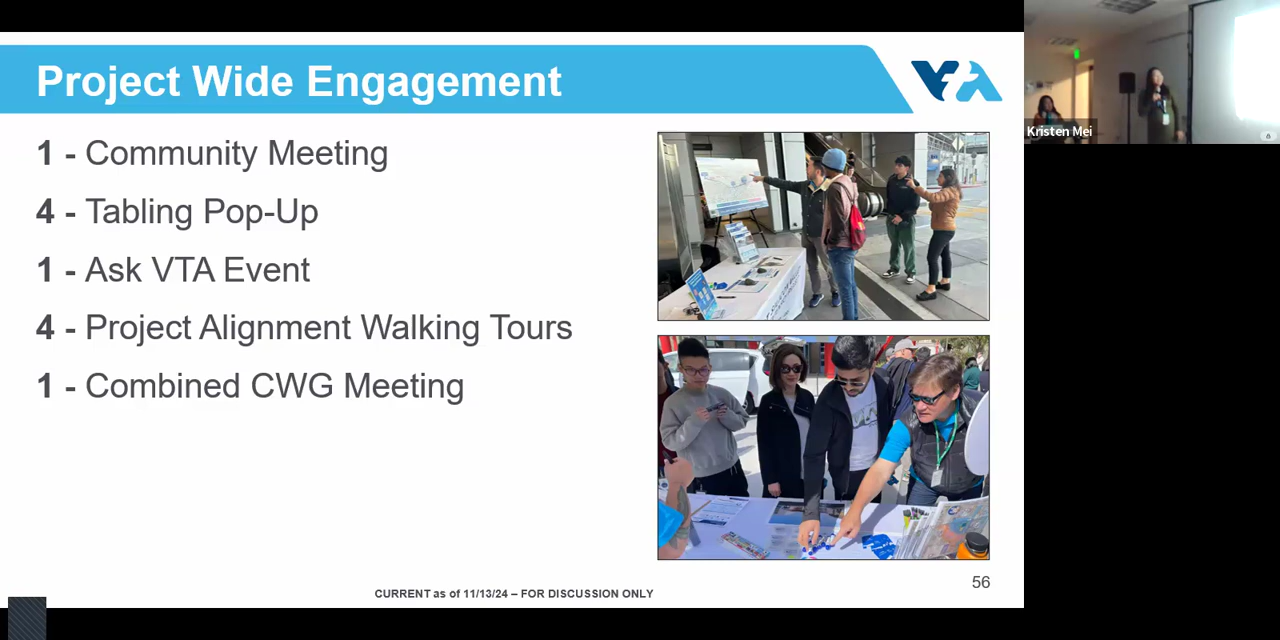 Project Wide Engagement
VTA
1 - Community Meeting
4 - Tabling Pop-Up
1 - Ask VTA Event
4 - Project Alignment Walking Tours
1 - Combined CWG Meeting
56
CURRENT as of 11/13/24 – FOR DISCUSSION ONLY
Kristen Mei